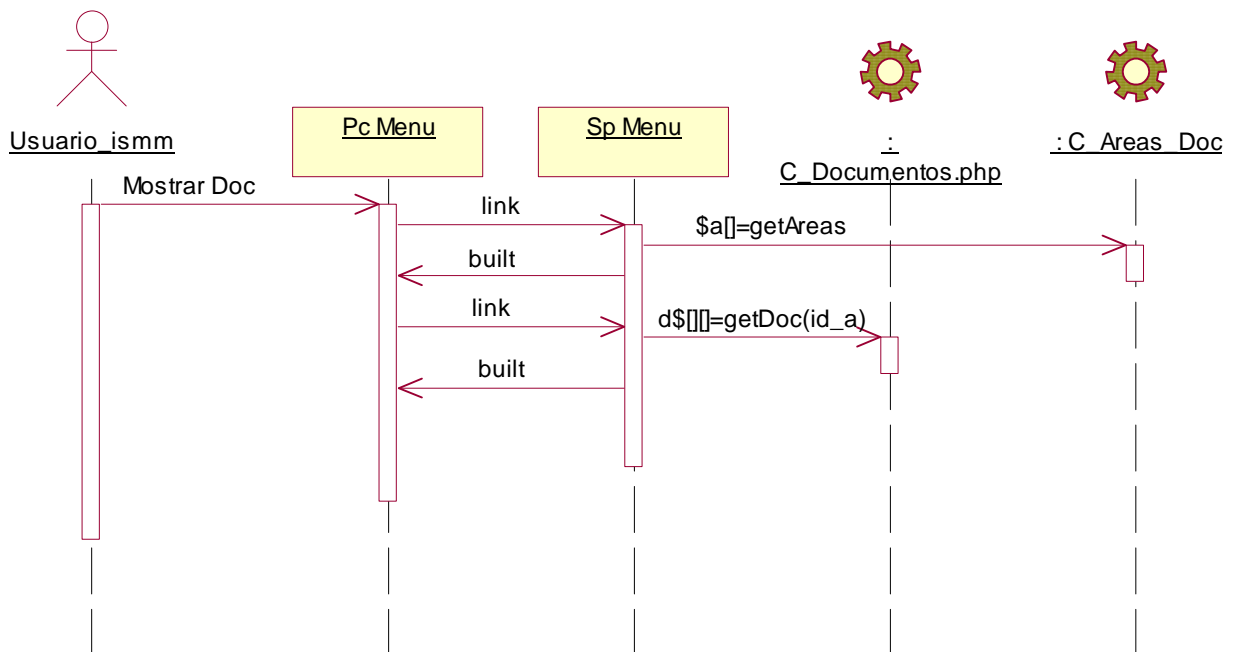 Usuario_ismm
Pc Menu
Sp Menu
:
C_Documentos.php
: C_Areas_Doc
Mostrar Doc
link
$a[]=getAreas
built
link
d$[][]=getDoc(id_a)
built